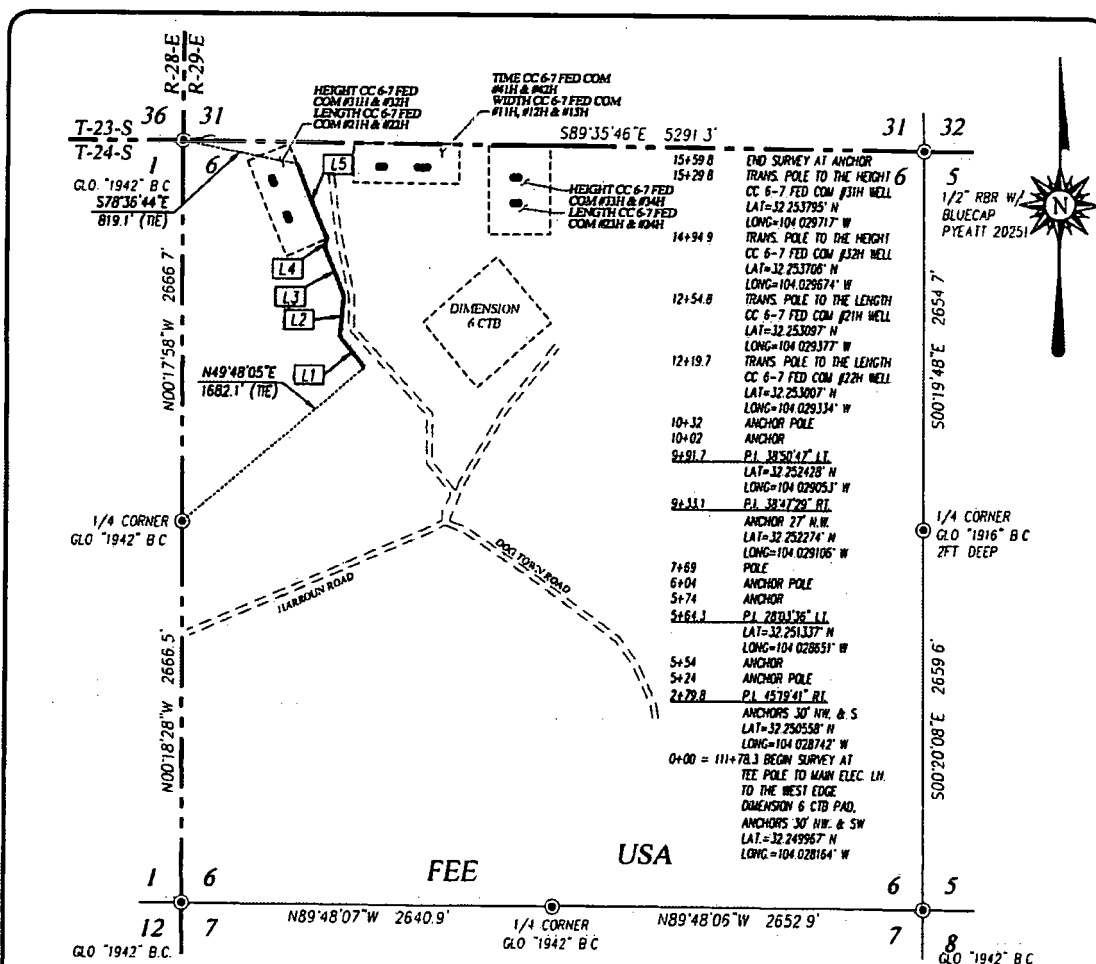 R-28-E
R-29-E
36 31
T-23-S
T-24-S
1 6
GLO. "1942" B C
S78°36'44"E
819.1' (TIE)
HEIGHT CC 6-7 FED
COM #31H & #32H
LENGTH CC 6-7 FED
COM #21H & #22H
TIME CC 6-7 FED COM
#41H & #42H
WIDTH CC 6-7 FED COM
#11H, #12H & #13H
S89°35'46"E 5291 3'
31 32
6 5
1/2" RBR W/
BLUECAP
PYEATT 20251
N
L5
HEIGHT CC 6-7 FED
COM #33H & #34H
LENGTH CC 6-7 FED
COM #23H & #24H
L4
L3
L2
L1
DIMENSION
6 CTB
N00°17'58"W 2666 7'
N49°48'05"E
1682.1' (TIE)
S00°19'48"E 2654 7'
1/4 CORNER
GLO "1942" B C
1/4 CORNER
GLO "1916" B C
2FT DEEP
HARROUN ROAD
DOG TOWN ROAD
N00°18'28"W 2666.5'
S00°20'08"E 2659 6'
15+59.8 END SURVEY AT ANCHOR
15+29.8 TRANS. POLE TO THE HEIGHT
CC 6-7 FED COM #31H WELL
LAT=32.253795° N
LONG=104.029717° W
14+94.9 TRANS. POLE TO THE HEIGHT
CC 6-7 FED COM #32H WELL
LAT=32.253706° N
LONG=104.029674° W
12+54.8 TRANS. POLE TO THE LENGTH
CC 6-7 FED COM #21H WELL
LAT=32.253097° N
LONG=104.029377° W
12+19.7 TRANS. POLE TO THE LENGTH
CC 6-7 FED COM #22H WELL
LAT=32.253007° N
LONG=104.029334° W
10+32 ANCHOR POLE
10+02 ANCHOR
9+91.7 P.I. 38°50'47" LT.
LAT=32.252428° N
LONG=104 029053° W
9+33.1 P.I. 38°47'29" RT.
ANCHOR 27' N.W.
LAT=32.252274° N
LONG=104.029106° W
7+69 POLE
6+04 ANCHOR POLE
5+74 ANCHOR
5+64.3 P.I. 28°03'36" LT.
LAT=32.251337° N
LONG=104 028651° W
5+54 ANCHOR
5+24 ANCHOR POLE
2+79.8 P.I. 45°19'41" RT.
ANCHORS 30' NW. & S
LAT=32.250558° N
LONG=104 028742° W
0+00 = 111+78.3 BEGIN SURVEY AT
TEE POLE TO MAIN ELEC. LN.
TO THE WEST EDGE
DIMENSION 6 CTB PAD,
ANCHORS 30' NW. & SW
LAT.=32.249967° N
LONG.=104.028164° W
FEE
USA
1 6
12 7
GLO "1942" B.C.
N89°48'07"W 2640.9'
1/4 CORNER
GLO "1942" B C
N89°48'06"W 2652 9'
6 5
7 8
GLO "1942" B C